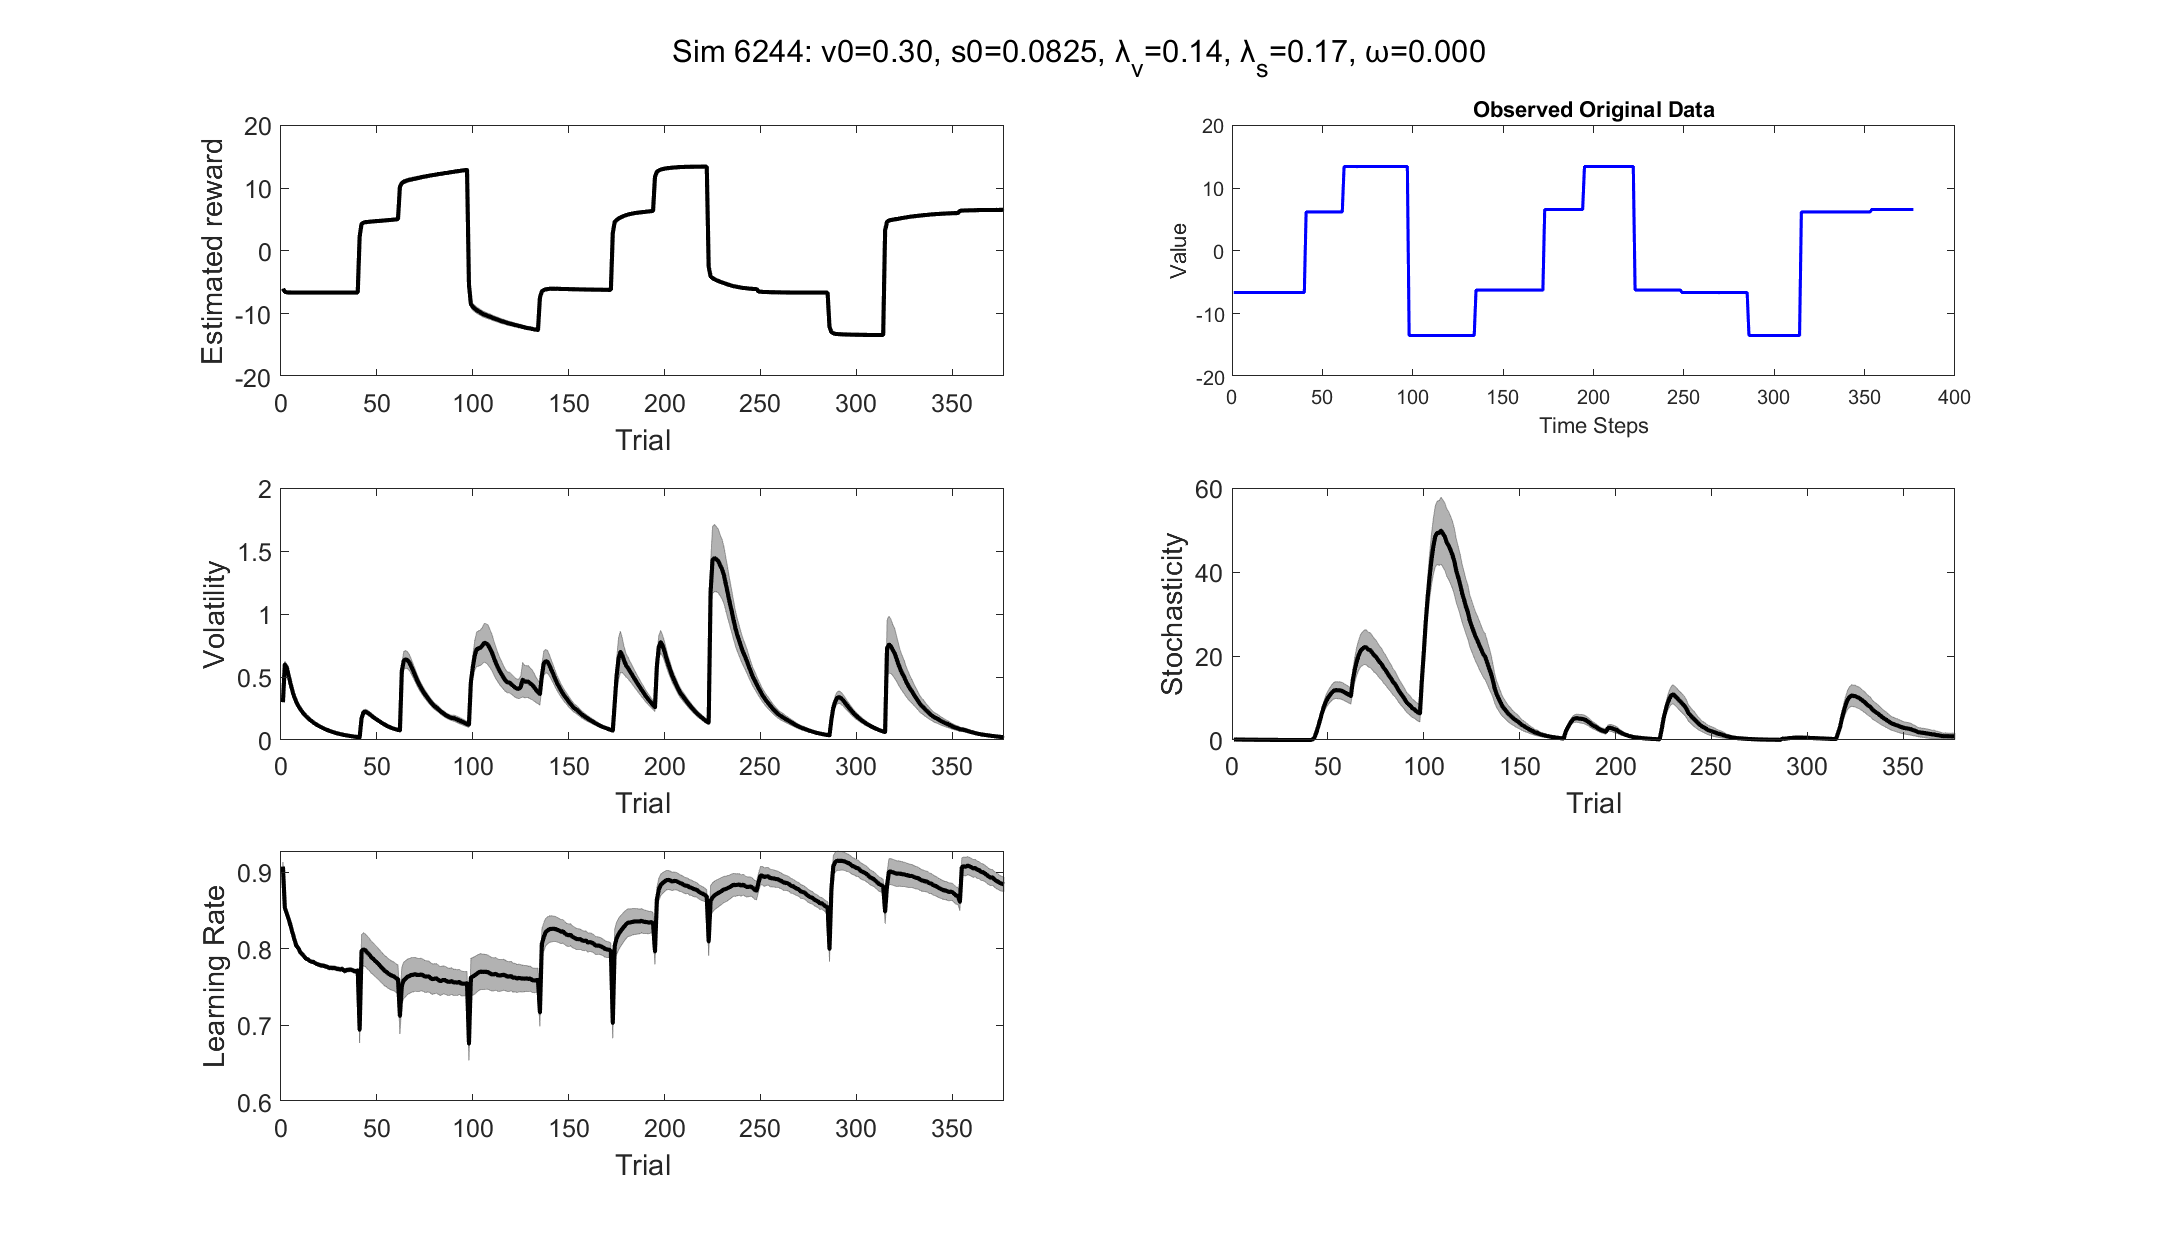 Sim 6244: v0=0.30, s0=0.0825, λ_v=0.14, λ_s=0.17, ω=0.000
20
10
0
-10
-20
Estimated reward
0 50 100 150 200 250 300 350
Trial
Observed Original Data
20
10
0
-10
-20
Value
0 50 100 150 200 250 300 350 400
Time Steps
2
1.5
1
0.5
0
Volatility
0 50 100 150 200 250 300 350
Trial
60
40
20
0
Stochasticity
0 50 100 150 200 250 300 350
Trial
0.9
0.8
0.7
0.6
Learning Rate
0 50 100 150 200 250 300 350
Trial